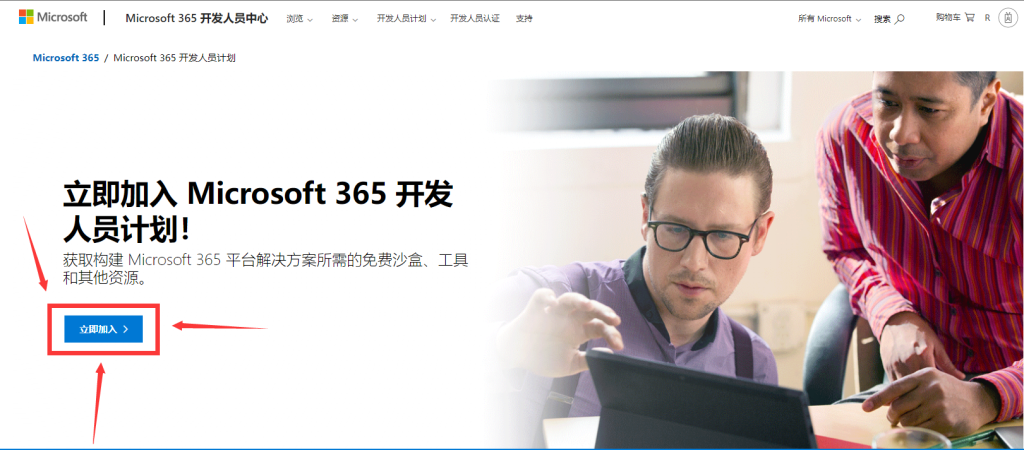 Microsoft
Microsoft 365 开发人员中心
浏览
资源
开发人员计划
开发人员认证
支持
所有 Microsoft
搜索
购物车
R
Microsoft 365 / Microsoft 365 开发人员计划
立即加入 Microsoft 365 开发
人员计划！
获取构建 Microsoft 365 平台解决方案所需的免费沙盒、工具
和其他资源。
立即加入